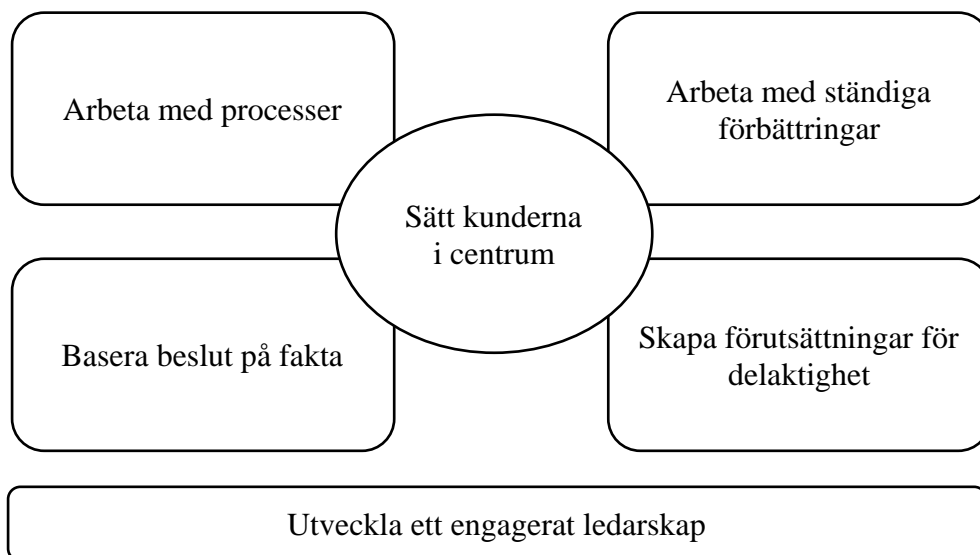 Arbeta med processer
Arbeta med ständiga
förbättringar
Sätt kunderna
i centrum
Basera beslut på fakta
Skapa förutsättningar för
delaktighet
Utveckla ett engagerat ledarskap